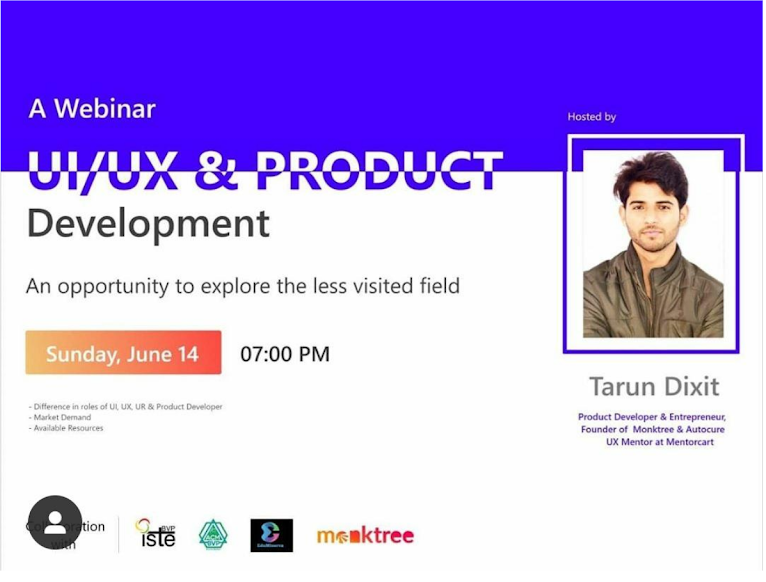 A Webinar
Hosted by
UI/UX & PRODUCT
Development
An opportunity to explore the less visited field
Sunday, June 14 07:00 PM
- Difference in roles of UI, UX, UR & Product Developer
- Market Demand
- Available Resources
Tarun Dixit
Product Developer & Entrepreneur,
Founder of Monktree & Autocure
UX Mentor at Mentorcart
with
BVP
iste
monktree